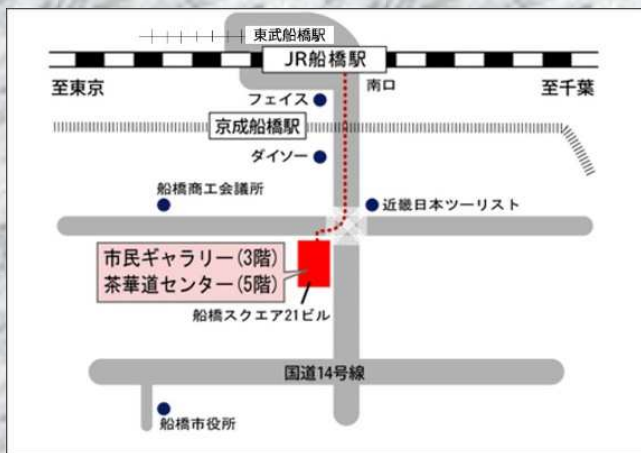 東武船橋駅
JR船橋駅
至東京
南口
至千葉
フェイス
京成船橋駅
ダイソー
船橋商工会議所
近畿日本ツーリスト
市民ギャラリー(3階)
茶華道センター(5階)
船橋スクエア21ビル
国道14号線
船橋市役所